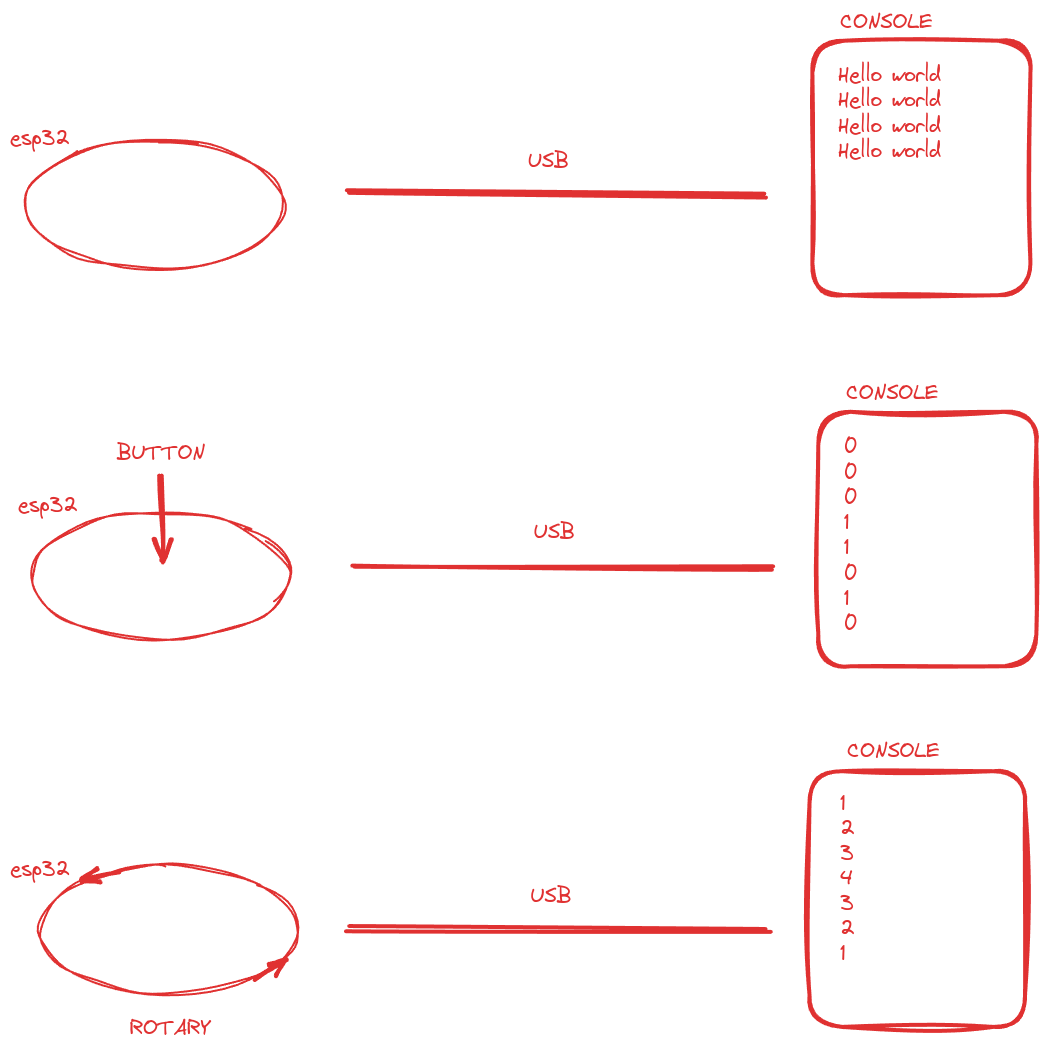 CONSOLE
Hello world
Hello world
Hello world
Hello world
esp32
USB
CONSOLE
0
0
0
1
1
0
1
0
BUTTON
esp32
USB
CONSOLE
1
2
3
4
3
2
1
esp32
USB
ROTARY